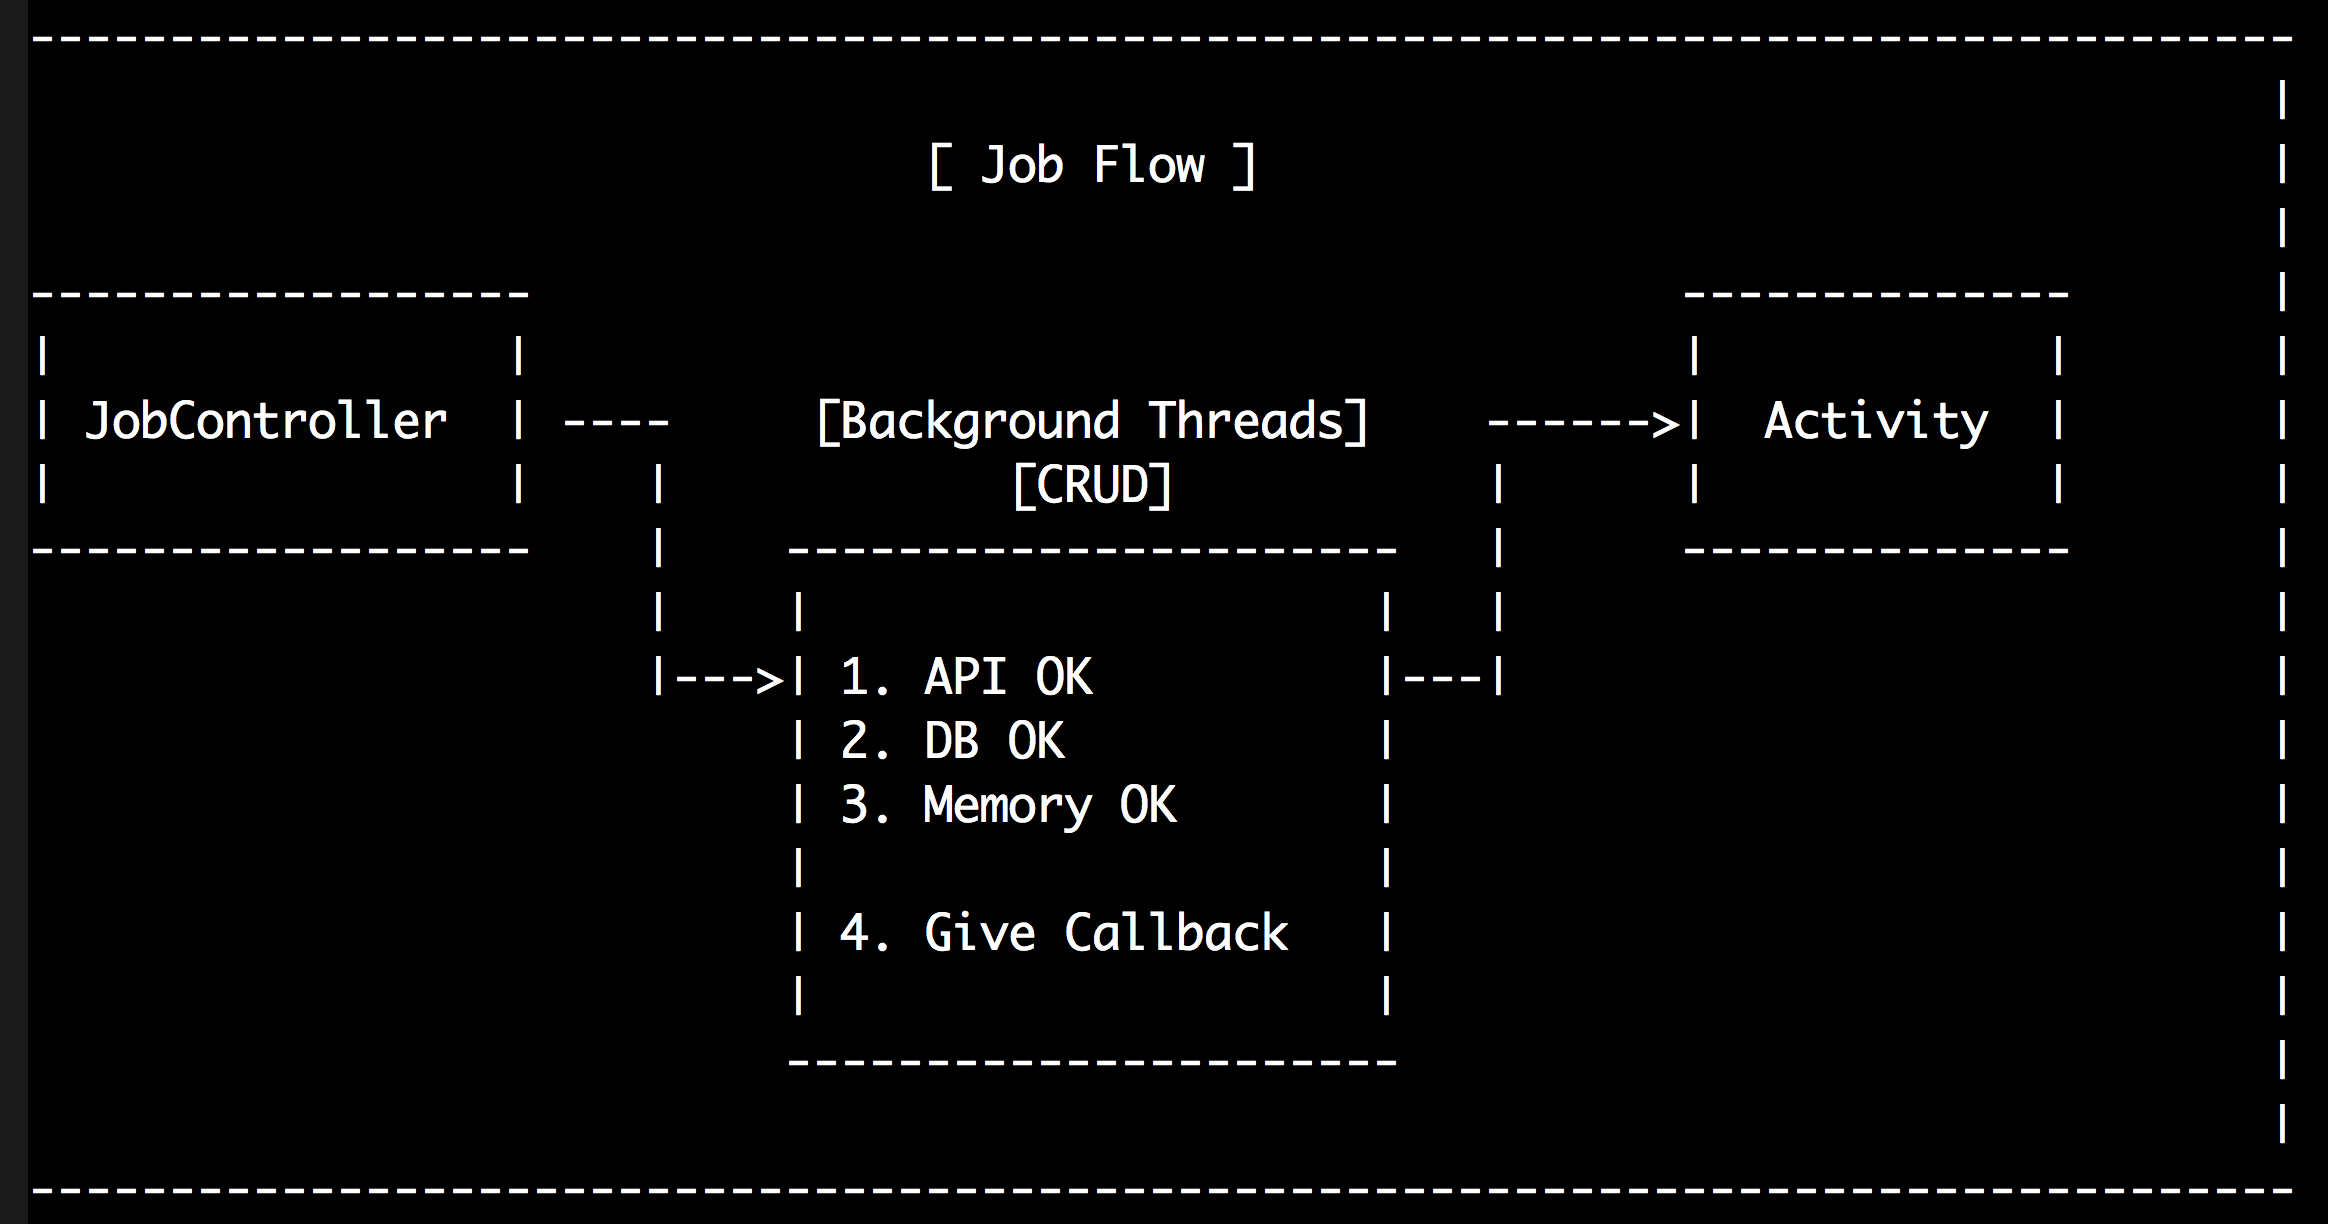 [ Job Flow ]
JobController
[Background Threads]
[CRUD]
1. API OK
2. DB OK
3. Memory OK
4. Give Callback
Activity